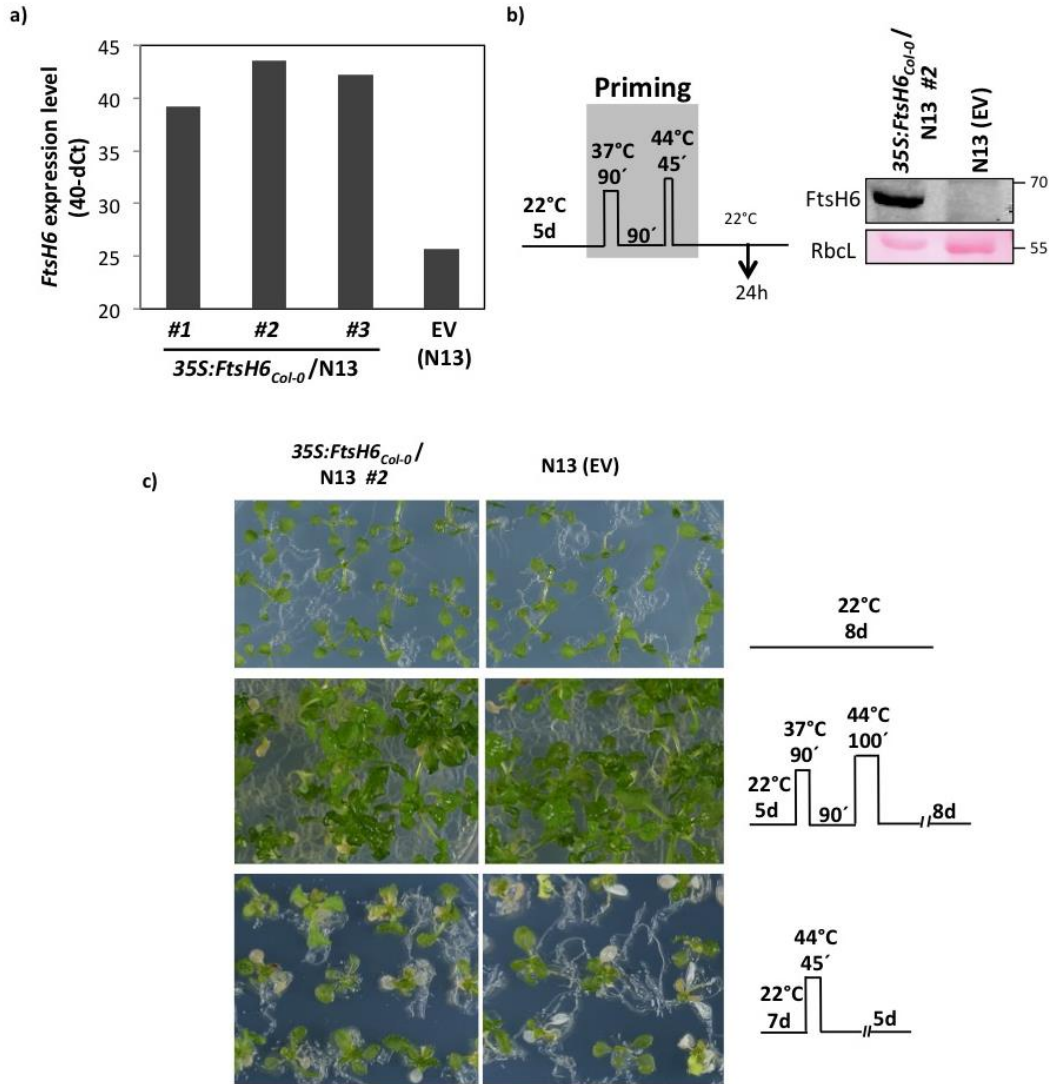 a)
45
40
35
30
25
20
FtsH6 expression level
(40-dCt)
#1
#2
#3
EV
(N13)
35S:FtsH6Col-0/N13
b)
Priming
37°C
90´
44°C
45´
22°C
5d
90´
22°C
24h
35S:FtsH6Col-0/
N13 #2
N13 (EV)
FtsH6
70
RbcL
55
c)
35S:FtsH6Col-0/
N13 #2
N13 (EV)
22°C
8d
37°C
90´
44°C
100´
22°C
5d
90´
8d
44°C
45´
22°C
7d
5d